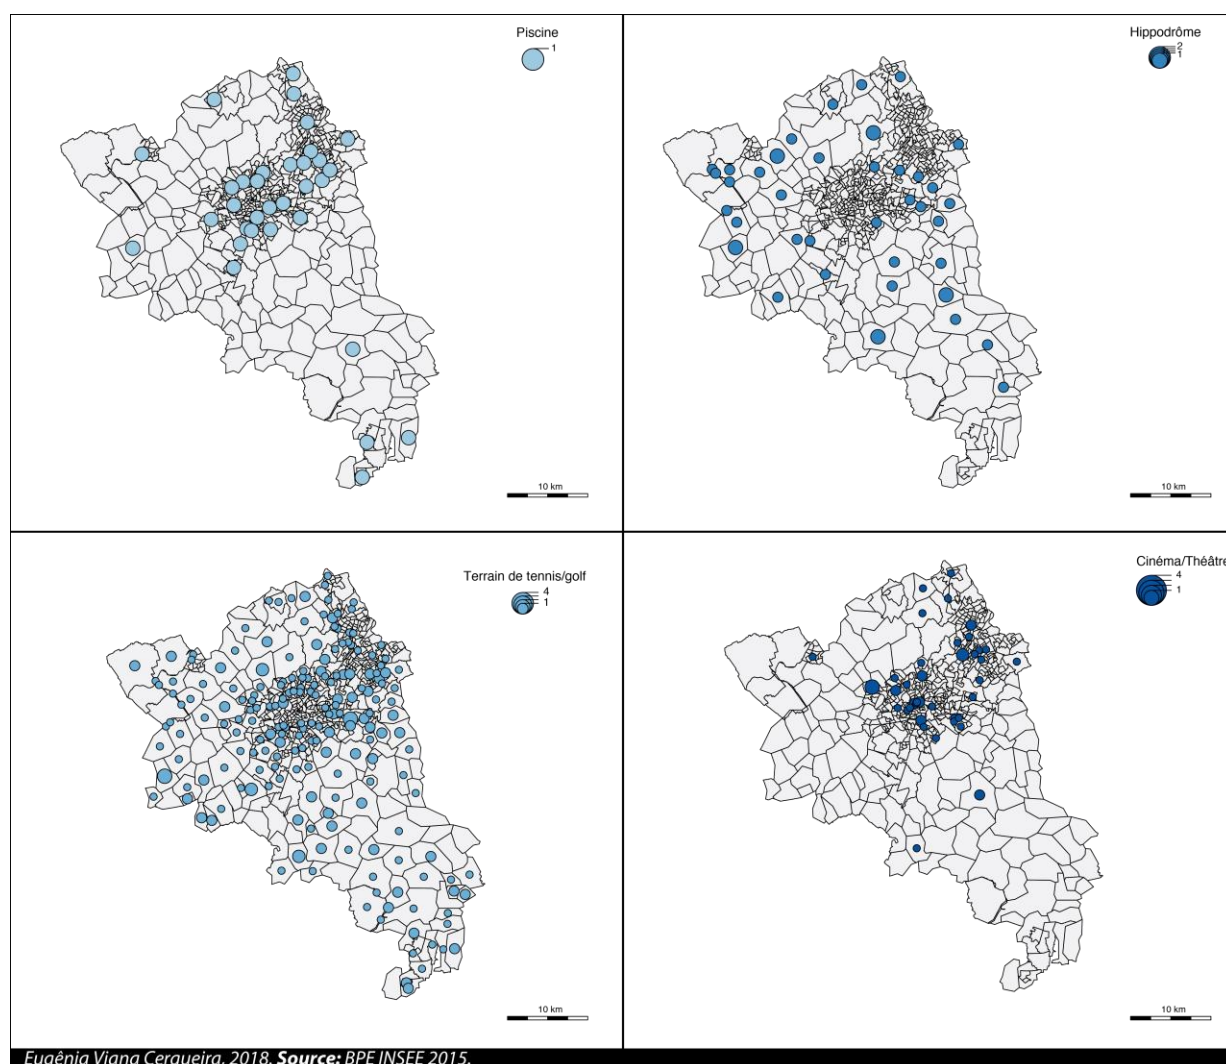 Piscine
1
Hippodrôme
2
1
10 km
10 km
Terrain de tennis/golf
4
1
Cinéma/Théâtre
4
1
10 km
10 km
Eugênia Viana Cerqueira, 2018. Source: BPE INSEE 2015.